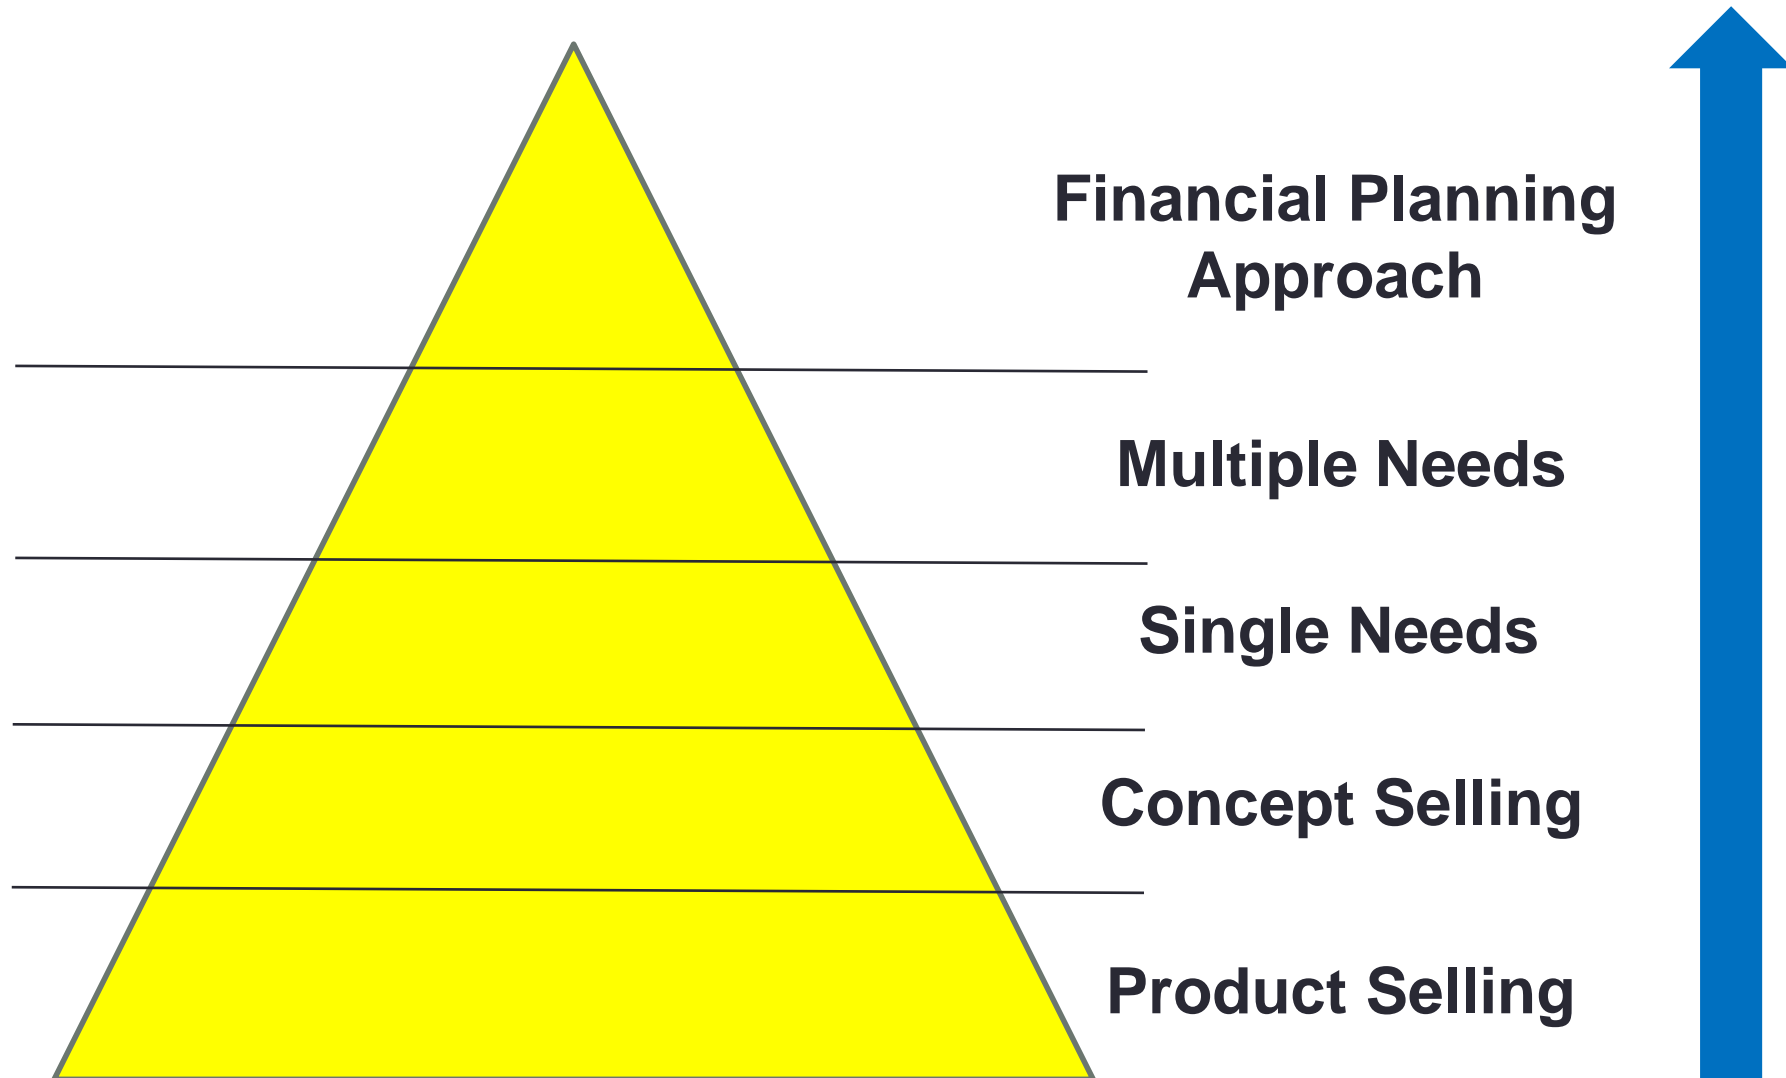 Financial Planning
Approach
Multiple Needs
Single Needs
Concept Selling
Product Selling